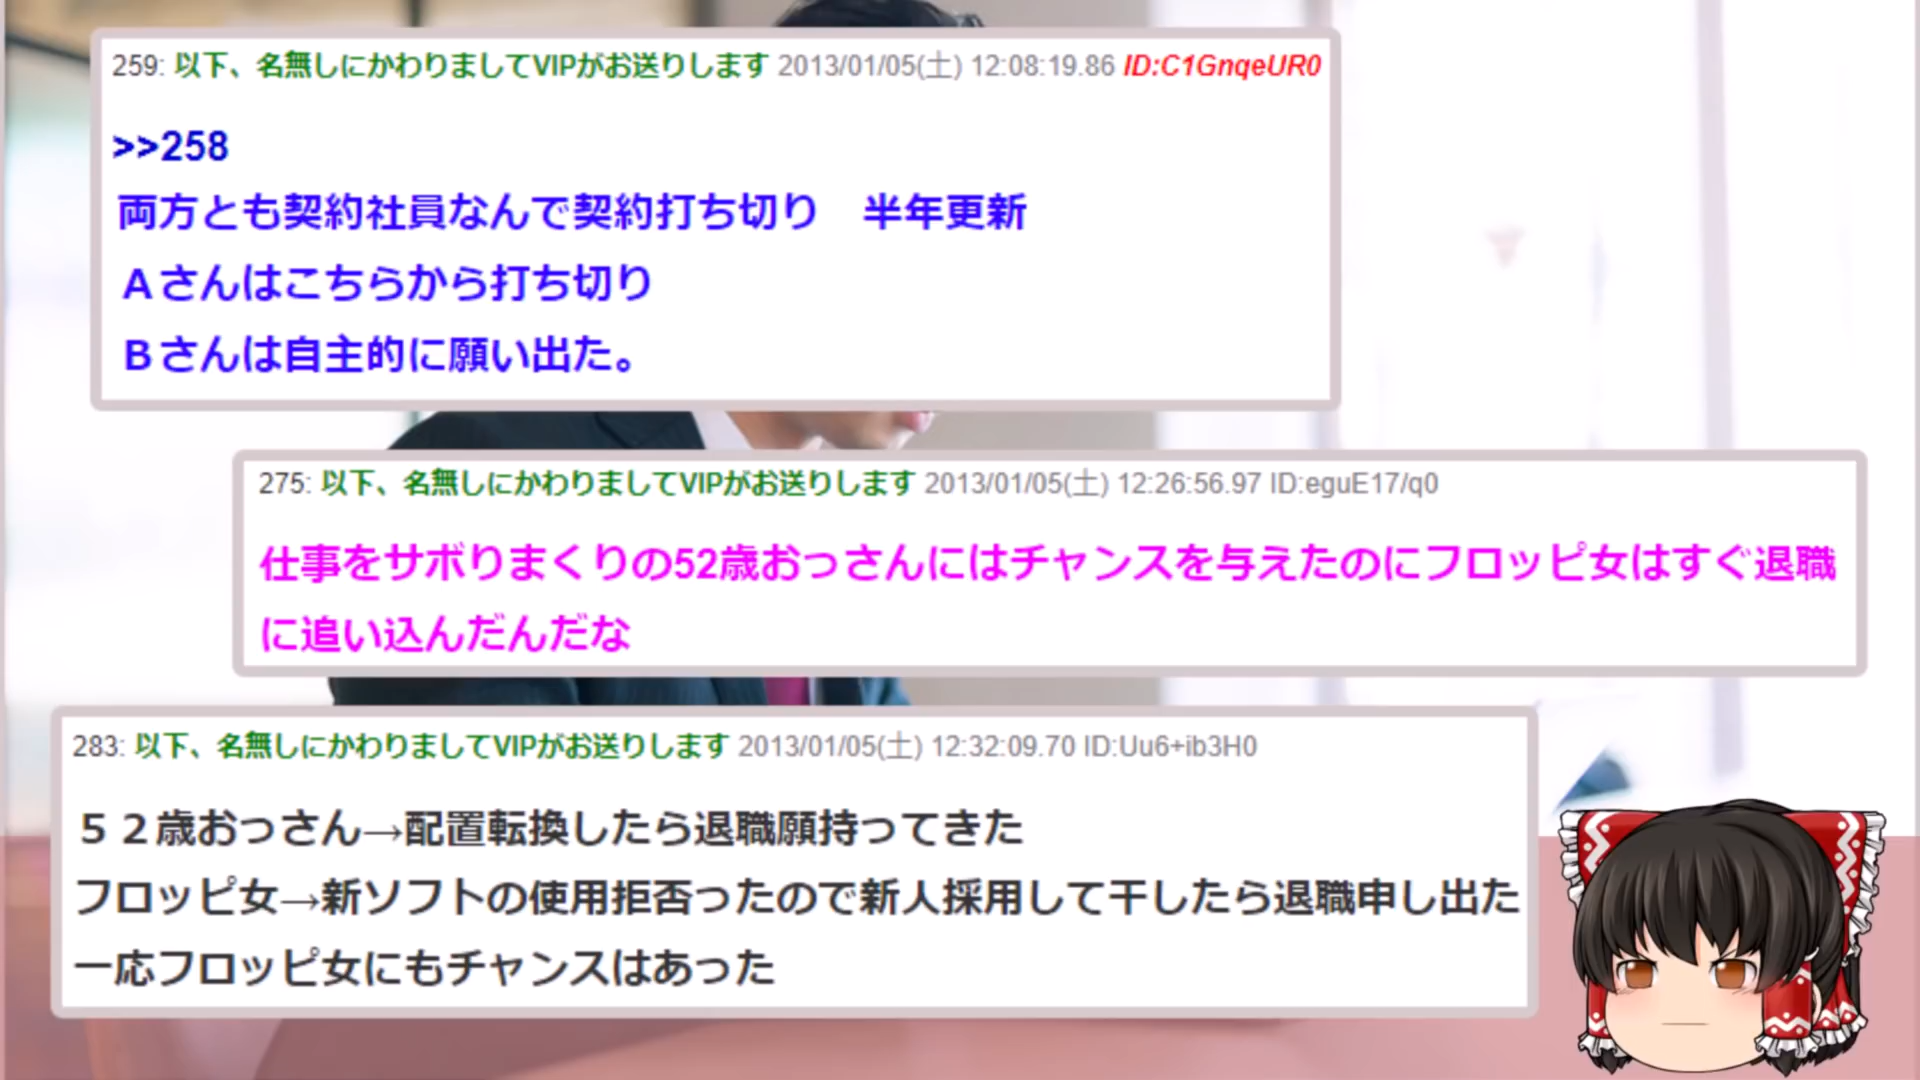 259: 以下、名無しにかわりましてVIPがお送りします 2013/01/05(土) 12:08:19.86 ID:C1GnqeUR0
>>258
両方とも契約社員なんで契約打ち切り　半年更新
Ａさんはこちらから打ち切り
Ｂさんは自主的に願い出た。
275: 以下、名無しにかわりましてVIPがお送りします 2013/01/05(土) 12:26:56.97 ID:eguE17/q0
仕事をサボりまくりの52歳おっさんにはチャンスを与えたのにフロッピ女はすぐ退職
に追い込んだんだな
283: 以下、名無しにかわりましてVIPがお送りします 2013/01/05(土) 12:32:09.70 ID:Uu6+ib3H0
５２歳おっさん→配置転換したら退職願持ってきた
フロッピ女→新ソフトの使用拒否ったので新人採用して干したら退職申し出た
一応フロッピ女にもチャンスはあった